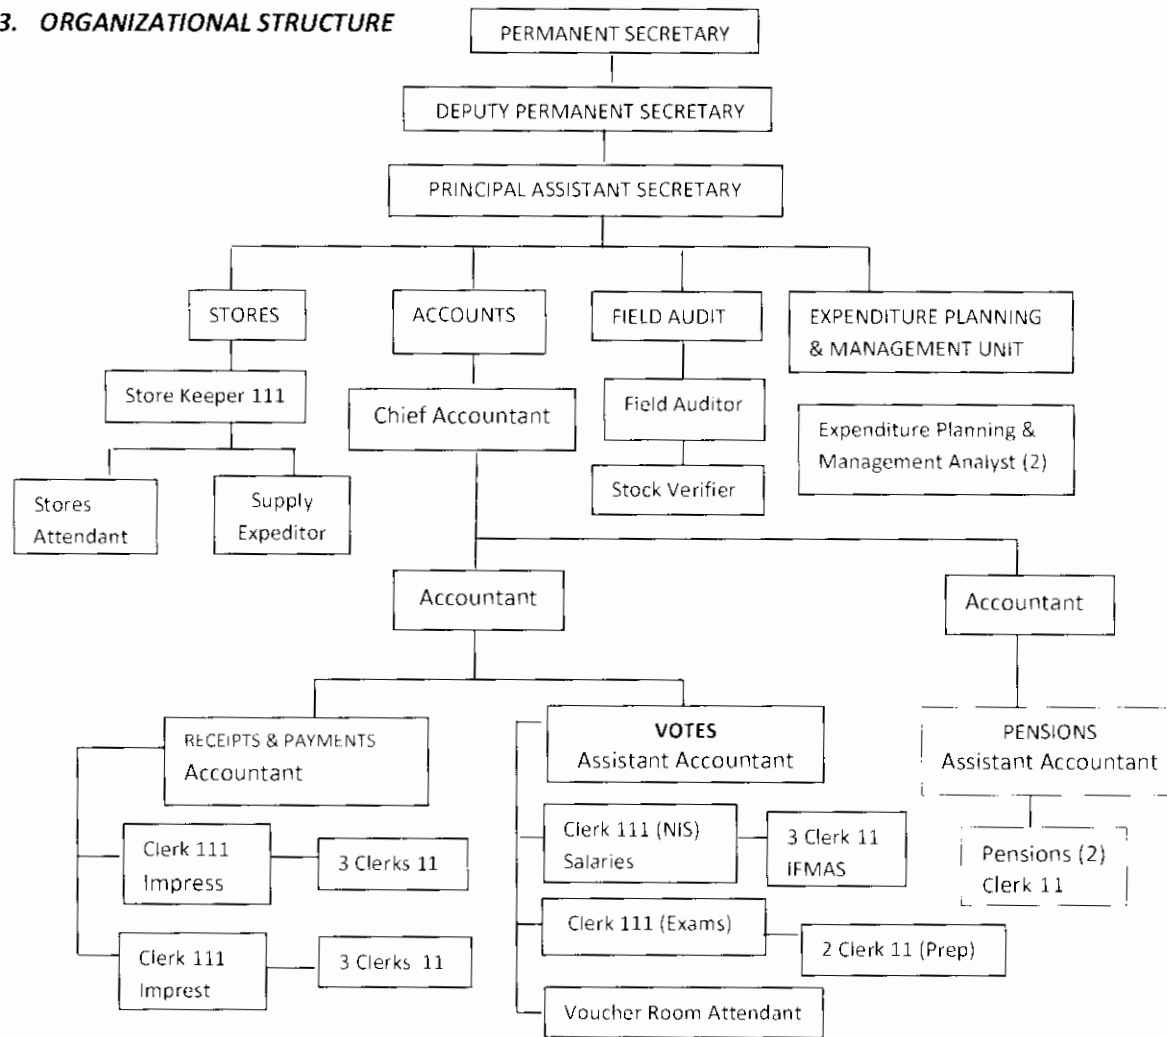 3. ORGANIZATIONAL STRUCTURE
PERMANENT SECRETARY
DEPUTY PERMANENT SECRETARY
PRINCIPAL ASSISTANT SECRETARY
STORES
ACCOUNTS
FIELD AUDIT
EXPENDITURE PLANNING
& MANAGEMENT UNIT
Store Keeper 111
Chief Accountant
Field Auditor
Expenditure Planning &
Management Analyst (2)
Stores
Attendant
Supply
Expeditor
Stock Verifier
Accountant
Accountant
RECEIPTS & PAYMENTS
Accountant
VOTES
Assistant Accountant
PENSIONS
Assistant Accountant
Clerk 111
Impress
3 Clerks 11
Clerk 111 (NIS)
Salaries
3 Clerk 11
IFMAS
Pensions (2)
Clerk 11
Clerk 111 (Exams)
2 Clerk 11 (Prep)
Clerk 111
Imprest
3 Clerks 11
Voucher Room Attendant